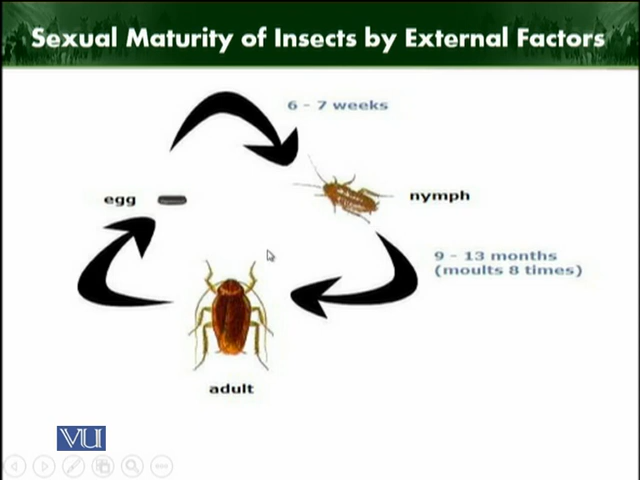 Sexual Maturity of Insects by External Factors
6 - 7 weeks
egg
nymph
9 - 13 months
(moults 8 times)
adult
VU